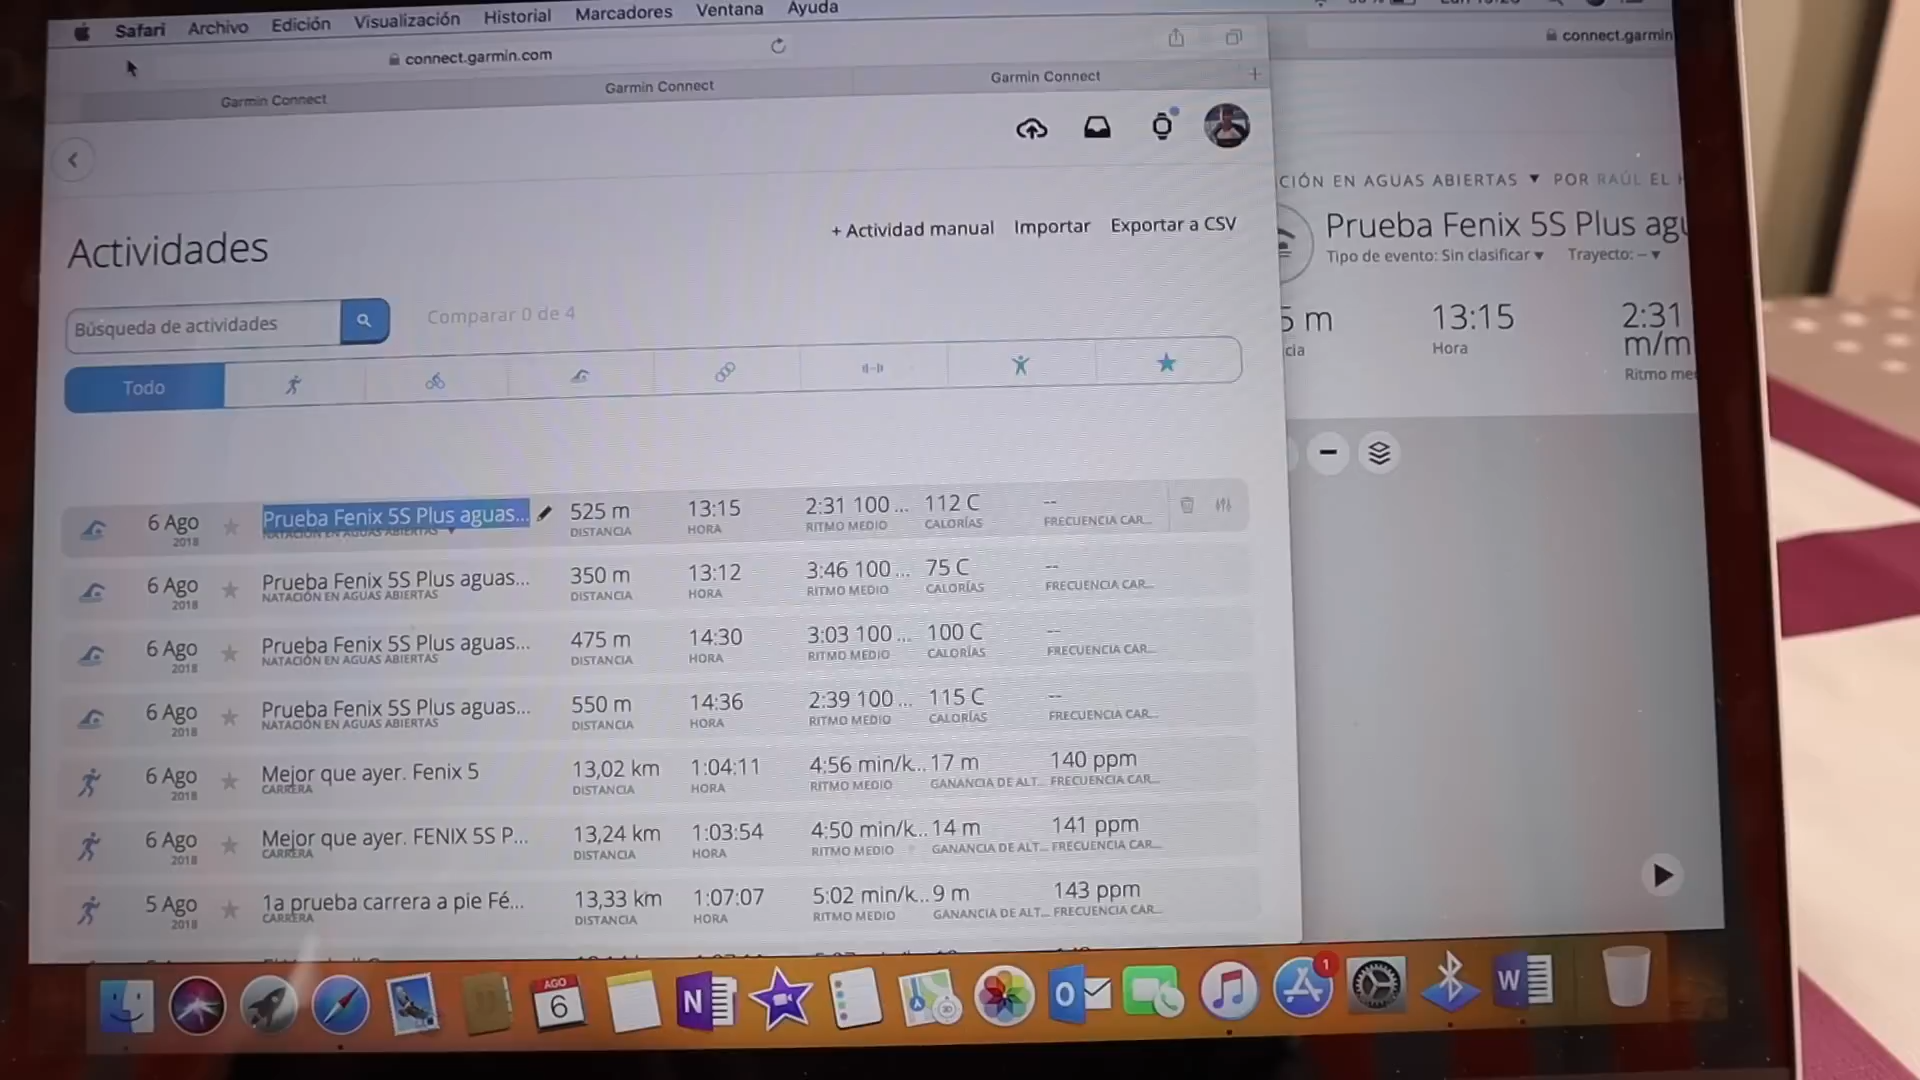 Safari Archivo Edición Visualización Historial Marcadores Ventana Ayuda
connect.garmin.com
connect.garmin
Garmin Connect Garmin Connect Garmin Connect +
Actividades
+ Actividad manual Importar Exportar a CSV
Búsqueda de actividades
Comparar 0 de 4
Todo
6 Ago Prueba Fenix 5S Plus aguas... 525 m 13:15 2:31 100 ... 112 C --
2018 NATACIÓN EN AGUAS ABIERTAS DISTANCIA HORA RITMO MEDIO CALORÍAS FRECUENCIA CAR...
6 Ago Prueba Fenix 5S Plus aguas... 350 m 13:12 3:46 100 ... 75 C --
2018 NATACIÓN EN AGUAS ABIERTAS DISTANCIA HORA RITMO MEDIO CALORÍAS FRECUENCIA CAR...
6 Ago Prueba Fenix 5S Plus aguas... 475 m 14:30 3:03 100 ... 100 C --
2018 NATACIÓN EN AGUAS ABIERTAS DISTANCIA HORA RITMO MEDIO CALORÍAS FRECUENCIA CAR...
6 Ago Prueba Fenix 5S Plus aguas... 550 m 14:36 2:39 100 ... 115 C --
2018 NATACIÓN EN AGUAS ABIERTAS DISTANCIA HORA RITMO MEDIO CALORÍAS FRECUENCIA CAR...
6 Ago Mejor que ayer. Fenix 5 13,02 km 1:04:11 4:56 min/k... 17 m 140 ppm
2018 CARRERA DISTANCIA HORA RITMO MEDIO GANANCIA DE ALT... FRECUENCIA CAR...
6 Ago Mejor que ayer. FENIX 5S P... 13,24 km 1:03:54 4:50 min/k... 14 m 141 ppm
2018 CARRERA DISTANCIA HORA RITMO MEDIO GANANCIA DE ALT... FRECUENCIA CAR...
5 Ago 1a prueba carrera a pie Fé... 13,33 km 1:07:07 5:02 min/k... 9 m 143 ppm
2018 CARRERA DISTANCIA HORA RITMO MEDIO GANANCIA DE ALT... FRECUENCIA CAR...
CIÓN EN AGUAS ABIERTAS ▼ POR RAÚL EL
Prueba Fenix 5S Plus agu
Tipo de evento: Sin clasificar ▼ Trayecto: -- ▼
5 m 13:15 2:31
m/m
cia Hora
Ritmo me
AGO
6
N
O
1
W